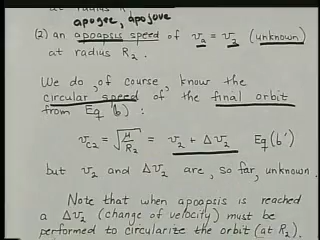 at radius R
apogee, apojove
(2) an apoapsis speed of v_a = v_2 (unknown)
at radius R_2.
We do, of course, know the
circular speed of the final orbit
from Eq (b):
v_c2 = √(μ/R_2) = v_2 + Δv_2 Eq(b')
but v_2 and Δv_2 are, so far, unknown.
Note that when apoapsis is reached
a Δv_2 (change of velocity) must be
performed to circularize the orbit (at R_2).